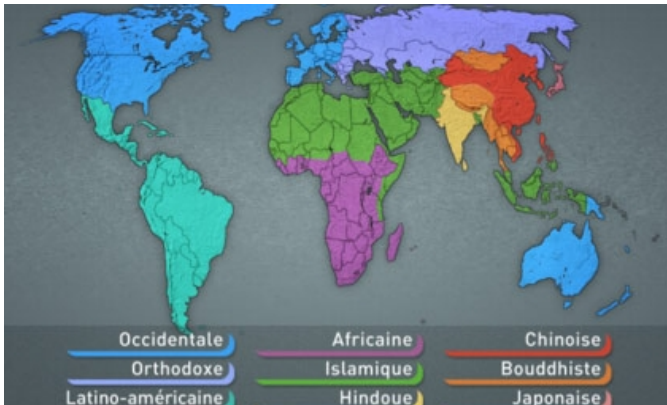 Occidentale Africaine Chinoise
Orthodoxe Islamique Bouddhiste
Latino-américaine Hindoue Japonaise